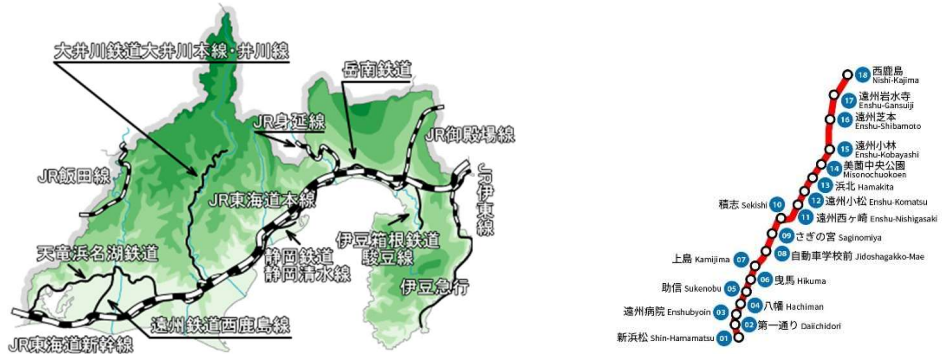 大井川鉄道大井川本線・井川線
岳南鉄道
JR身延線
JR御殿場線
JR飯田線
JR東海道本線
JR伊東線
天竜浜名湖鉄道
静岡鉄道
静岡清水線
伊豆箱根鉄道
駿豆線
伊豆急行
遠州鉄道西鹿島線
JR東海道新幹線
18 西鹿島
Nishi-Kajima
17 遠州岩水寺
Enshu-Gansuiji
16 遠州芝本
Enshu-Shibamoto
15 遠州小林
Enshu-Kobayashi
14 美薗中央公園
Misonochuokoen
13 浜北 Hamakita
12 遠州小松 Enshu-Komatsu
11 遠州西ヶ崎 Enshu-Nishigasaki
積志 Sekishi 10
09 さぎの宮 Saginomiya
08 自動車学校前 Jidoshagakko-Mae
上島 Kamijima 07
06 曳馬 Hikuma
助信 Sukenobu 05
04 八幡 Hachiman
遠州病院 Enshubyoin 03
02 第一通り Daiichidori
新浜松 Shin-Hamamatsu 01